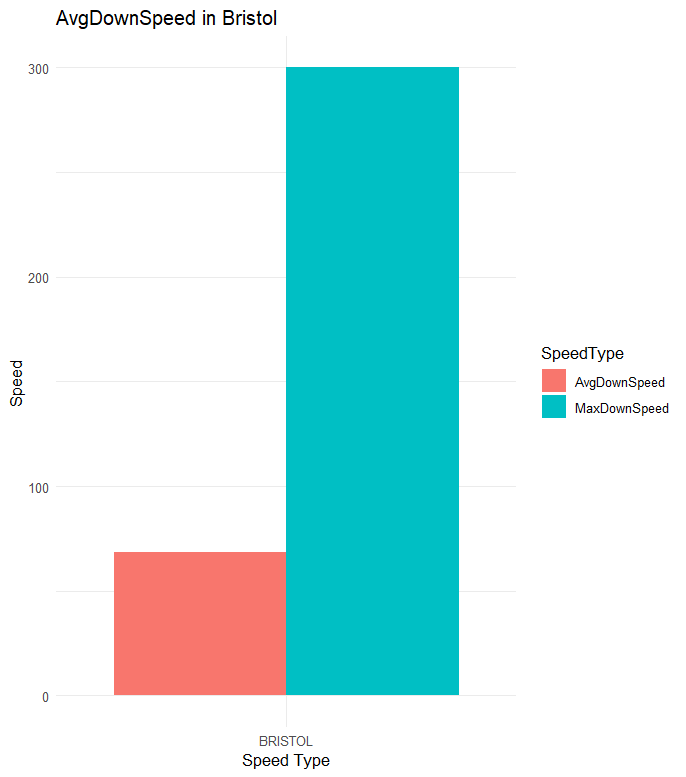 AvgDownSpeed in Bristol
300
200
100
0
Speed
BRISTOL
Speed Type
SpeedType
AvgDownSpeed
MaxDownSpeed